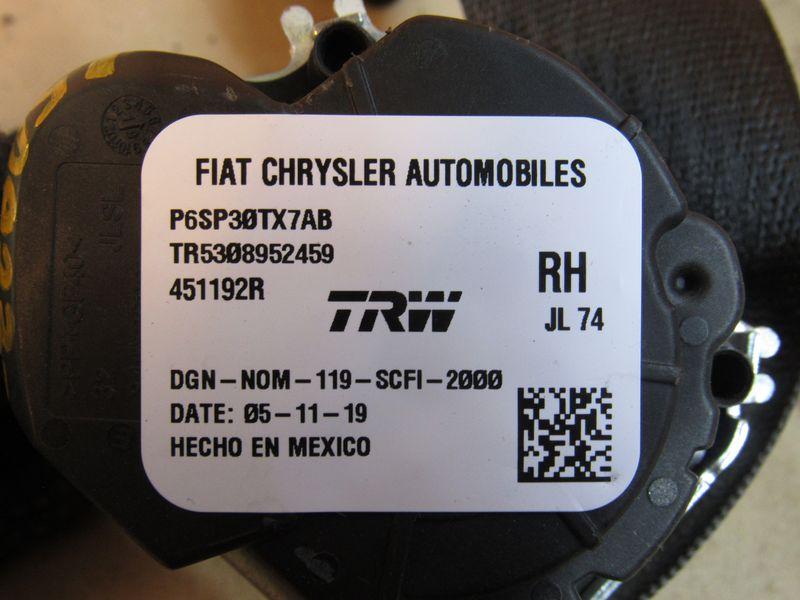 FIAT CHRYSLER AUTOMOBILES
P6SP30TX7AB
TR5308952459
451192R
RH
TRW
JL 74
DGN-NOM-119-SCFI-2000
DATE: 05-11-19
HECHO EN MEXICO